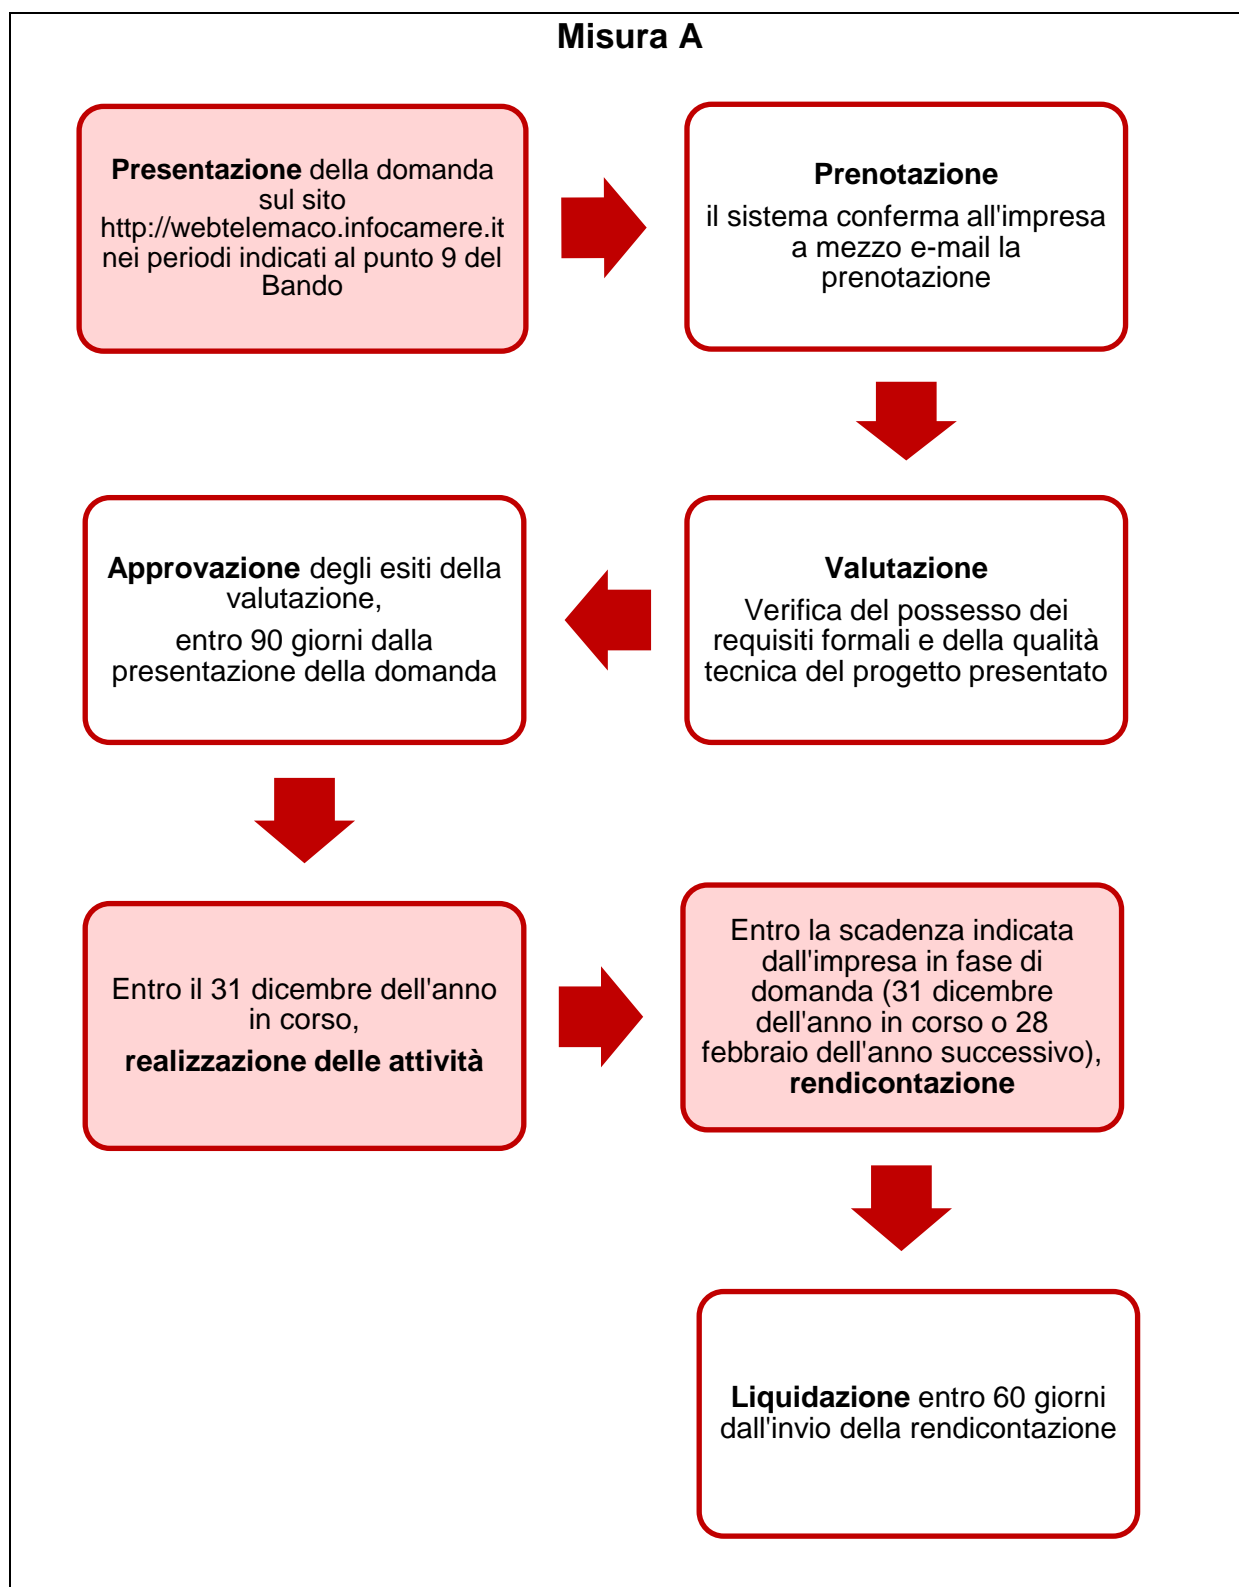 Misura A
Presentazione della domanda
sul sito
http://webtelemaco.infocamere.it
nei periodi indicati al punto 9 del
Bando
Prenotazione
il sistema conferma all'impresa
a mezzo e-mail la
prenotazione
Valutazione
Verifica del possesso dei
requisiti formali e della qualità
tecnica del progetto presentato
Approvazione degli esiti della
valutazione,
entro 90 giorni dalla
presentazione della domanda
Entro il 31 dicembre dell'anno
in corso,
realizzazione delle attività
Entro la scadenza indicata
dall'impresa in fase di
domanda (31 dicembre
dell'anno in corso o 28
febbraio dell'anno successivo),
rendicontazione
Liquidazione entro 60 giorni
dall'invio della rendicontazione